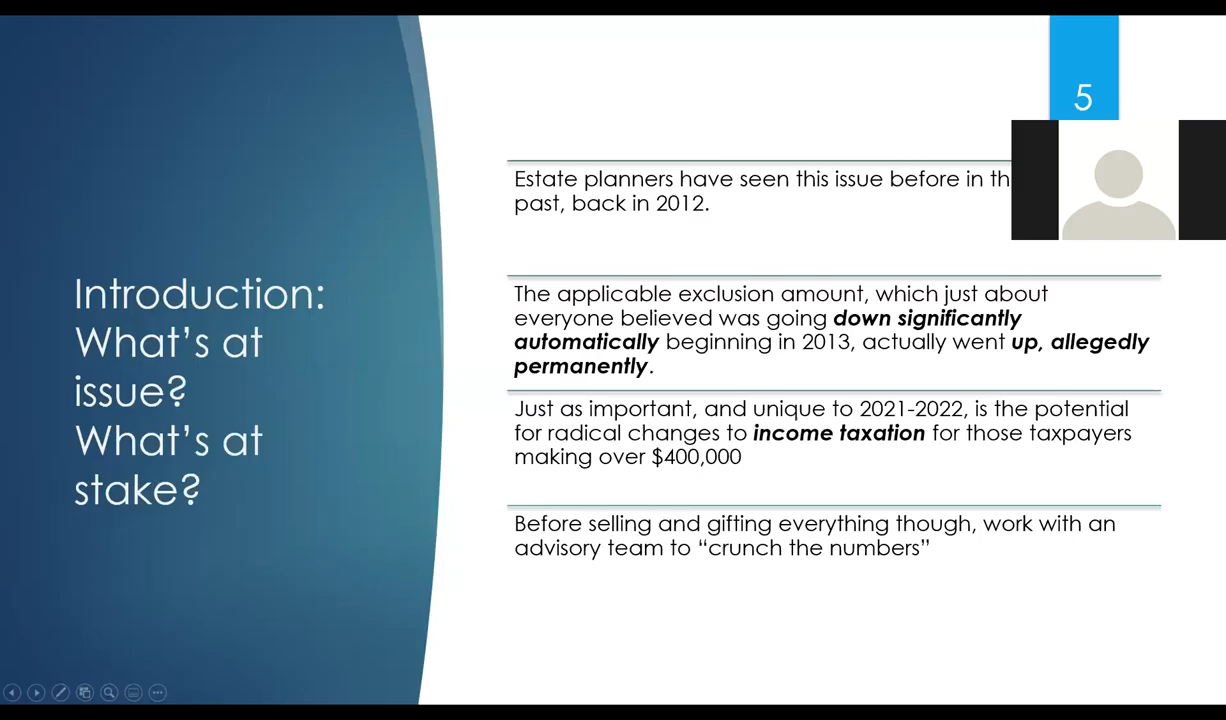 5
Introduction:
What’s at
issue?
What’s at
stake?
Estate planners have seen this issue before in th
past, back in 2012.
The applicable exclusion amount, which just about
everyone believed was going down significantly
automatically beginning in 2013, actually went up, allegedly
permanently.
Just as important, and unique to 2021-2022, is the potential
for radical changes to income taxation for those taxpayers
making over $400,000
Before selling and gifting everything though, work with an
advisory team to “crunch the numbers”